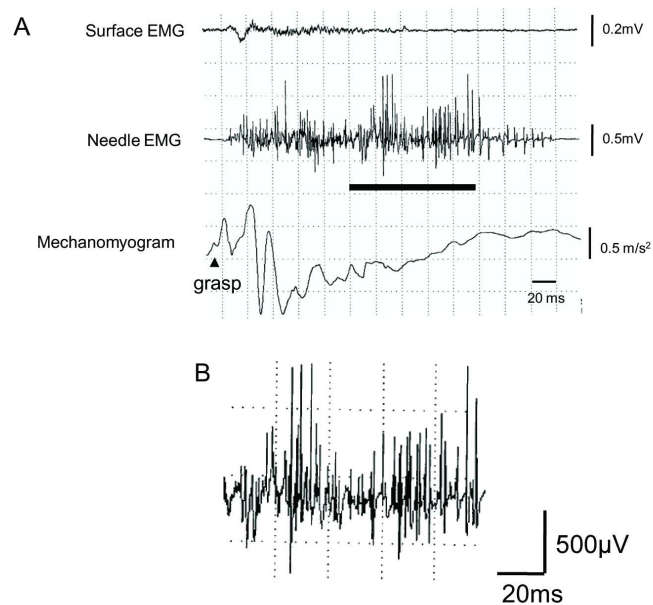 A
Surface EMG
0.2mV
Needle EMG
0.5mV
Mechanomyogram
0.5 m/s²
grasp
20 ms
B
500μV
20ms